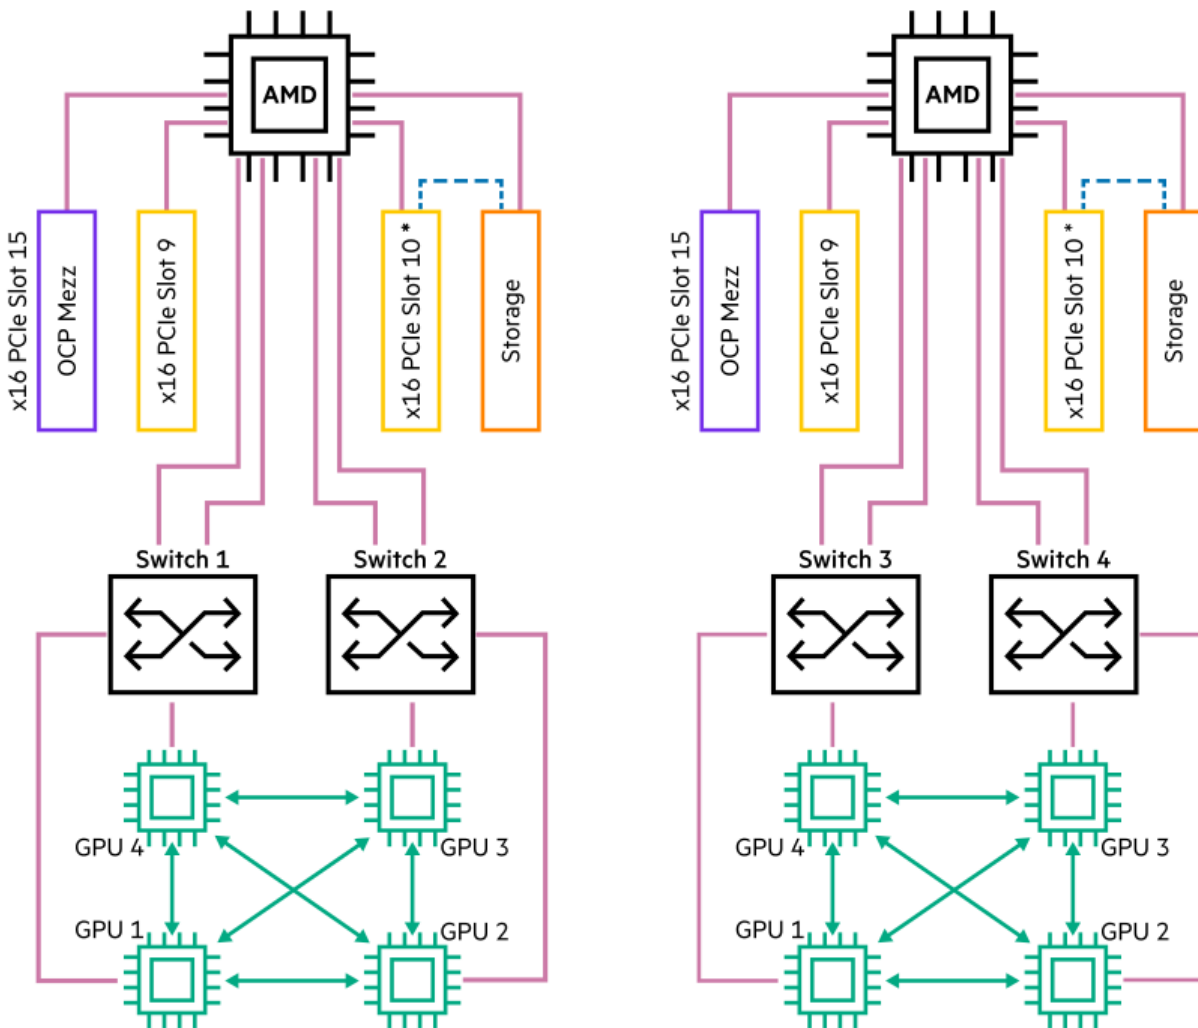 AMD
x16 PCIe Slot 15
OCP Mezz
x16 PCIe Slot 9
x16 PCIe Slot 10 *
Storage
Switch 1
Switch 2
GPU 4
GPU 3
GPU 1
GPU 2
AMD
x16 PCIe Slot 15
OCP Mezz
x16 PCIe Slot 9
x16 PCIe Slot 10 *
Storage
Switch 3
Switch 4
GPU 4
GPU 3
GPU 1
GPU 2